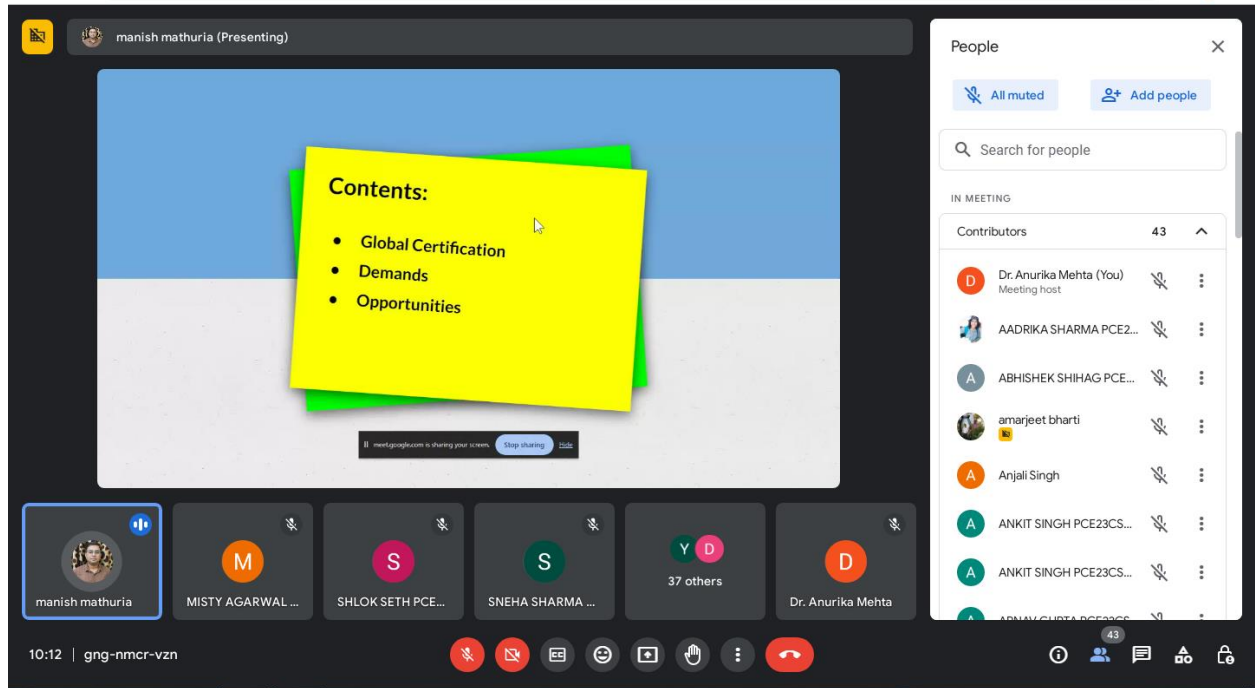 manish mathuria (Presenting)
Contents:
Global Certification
Demands
Opportunities
meet.google.com is sharing your screen. Stop sharing Hide
manish mathuria
MISTY AGARWAL ...
SHLOK SETH PCE...
SNEHA SHARMA ...
Y D
37 others
Dr. Anurika Mehta
M
S
S
D
10:12 | gng-nmcr-vzn
CC
People
All muted
Add people
Search for people
IN MEETING
Contributors 43
D Dr. Anurika Mehta (You)
Meeting host
AADRIKA SHARMA PCE2...
A ABHISHEK SHIHAG PCE...
amarjeet bharti
A Anjali Singh
A ANKIT SINGH PCE23CS...
A ANKIT SINGH PCE23CS...
43